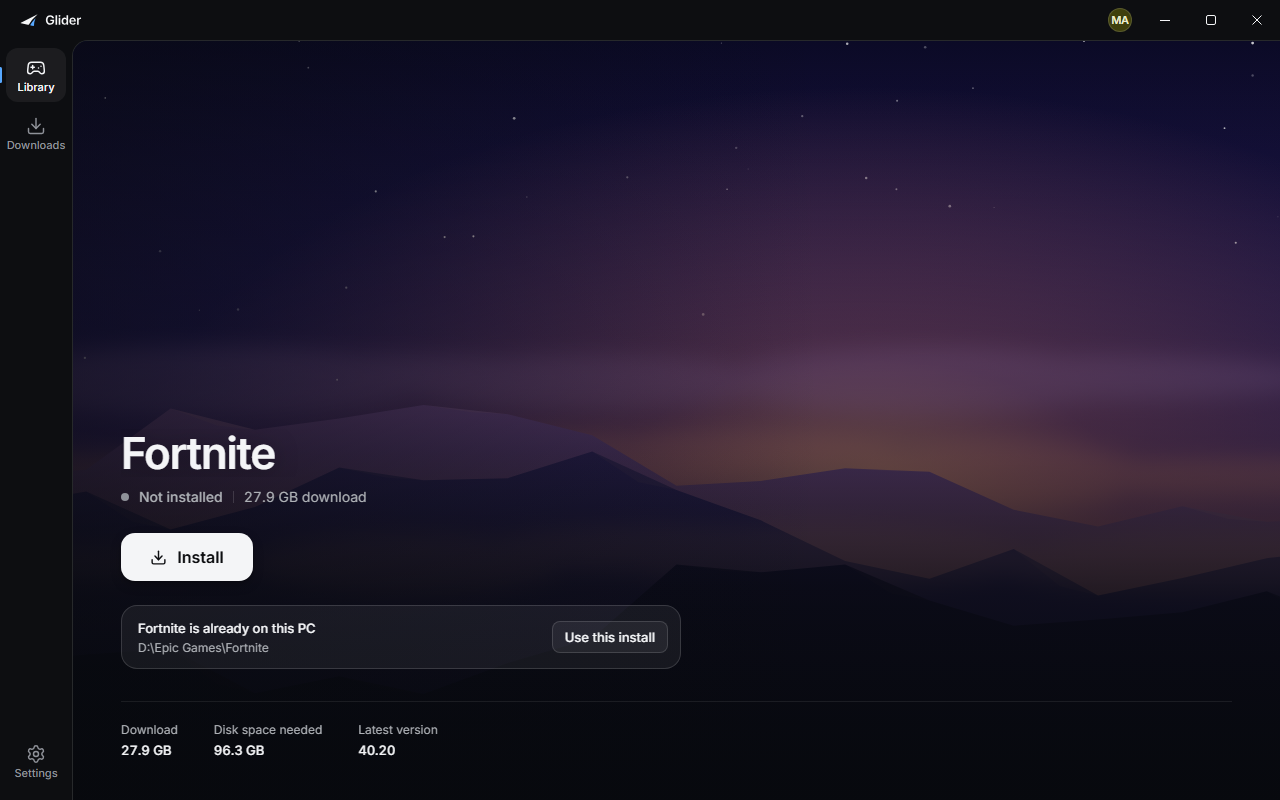 Glider
MA
Library
Downloads
Fortnite
Not installed
27.9 GB download
Install
Fortnite is already on this PC
D:\Epic Games\Fortnite
Use this install
Download
Disk space needed
Latest version
27.9 GB
96.3 GB
40.20
Settings